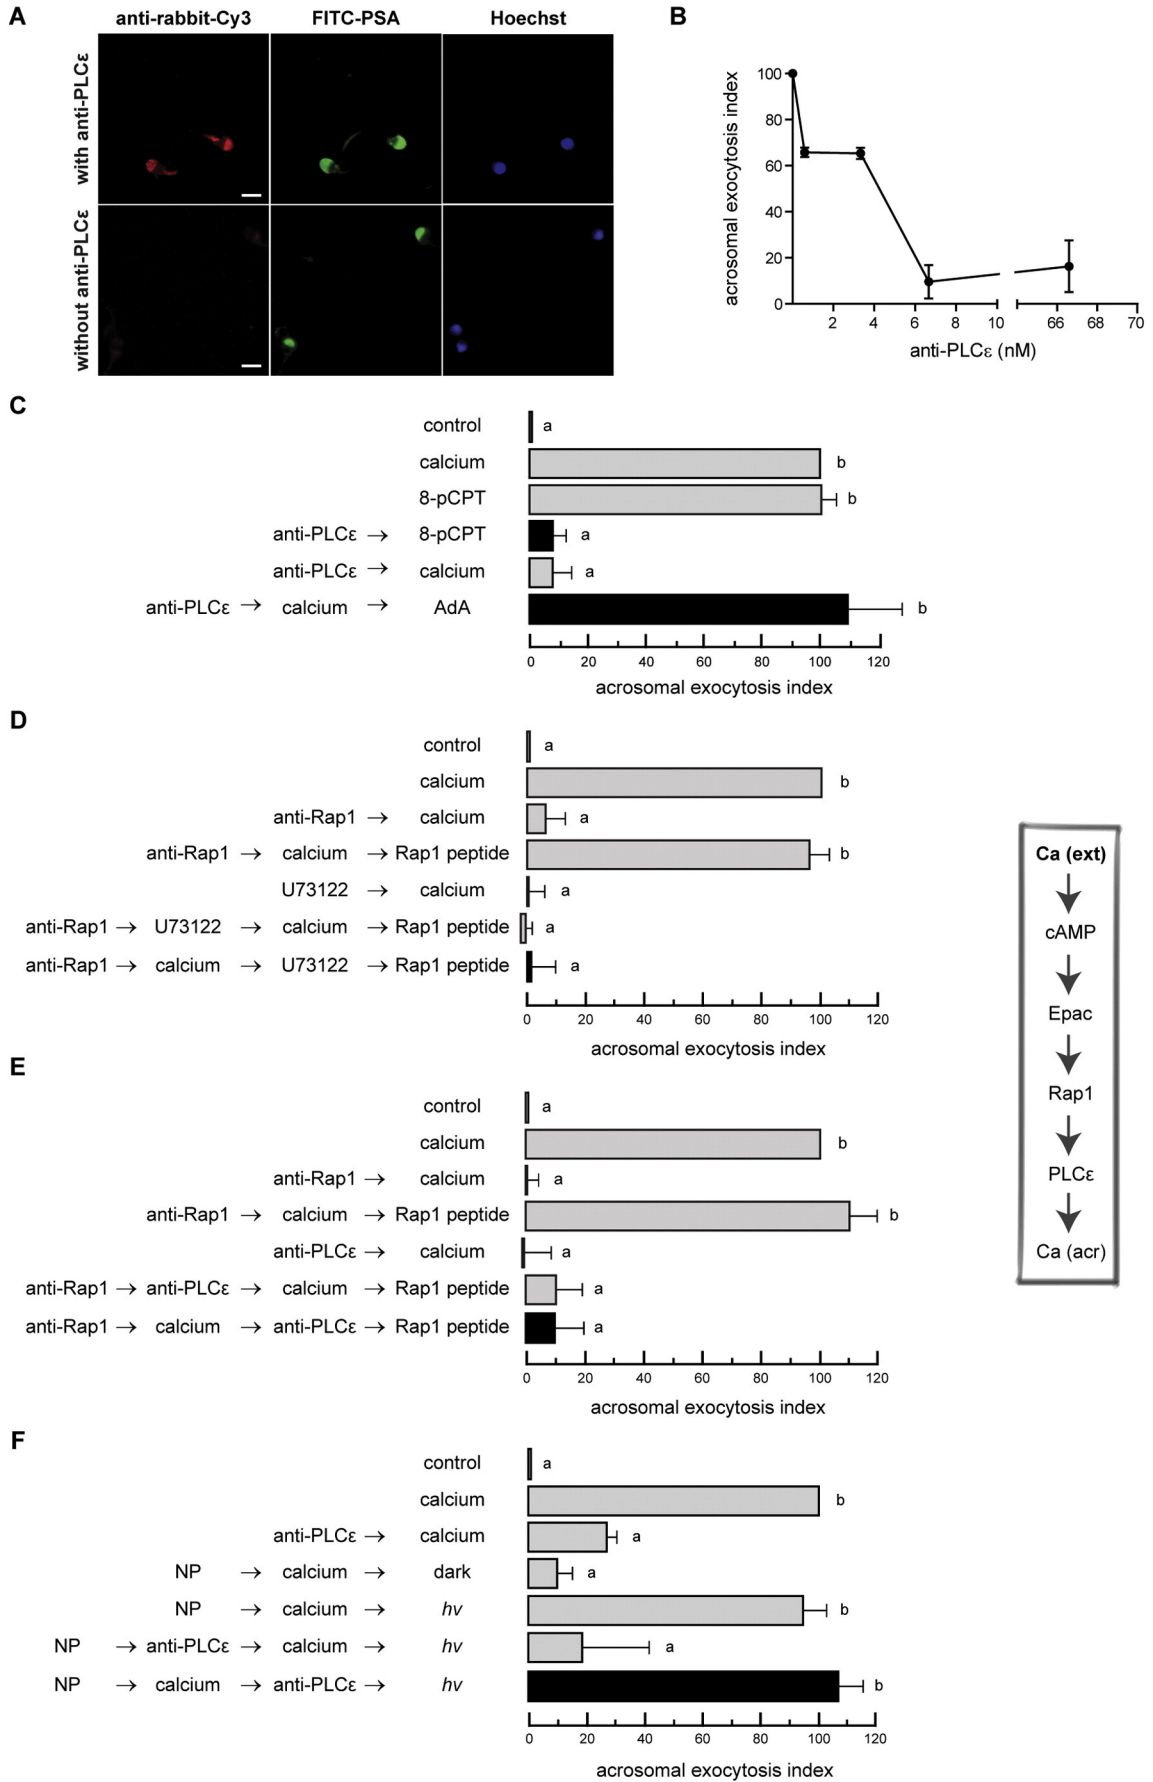 A
anti-rabbit-Cy3 FITC-PSA Hoechst
with anti-PLCε
without anti-PLCε
B
acrosomal exocytosis index
100
80
60
40
20
0
2 4 6 8 10 66 68 70
anti-PLCε (nM)
C
control a
calcium b
8-pCPT b
anti-PLCε → 8-pCPT a
anti-PLCε → calcium a
anti-PLCε → calcium → AdA b
0 20 40 60 80 100 120
acrosomal exocytosis index
D
control a
calcium b
anti-Rap1 → calcium a
anti-Rap1 → calcium → Rap1 peptide b
U73122 → calcium a
anti-Rap1 → U73122 → calcium → Rap1 peptide a
anti-Rap1 → calcium → U73122 → Rap1 peptide a
0 20 40 60 80 100 120
acrosomal exocytosis index
Ca (ext)
cAMP
Epac
Rap1
PLCε
Ca (acr)
E
control a
calcium b
anti-Rap1 → calcium a
anti-Rap1 → calcium → Rap1 peptide b
anti-PLCε → calcium a
anti-Rap1 → anti-PLCε → calcium → Rap1 peptide a
anti-Rap1 → calcium → anti-PLCε → Rap1 peptide a
0 20 40 60 80 100 120
acrosomal exocytosis index
F
control a
calcium b
anti-PLCε → calcium a
NP → calcium → dark a
NP → calcium → hν b
NP → anti-PLCε → calcium → hν a
NP → calcium → anti-PLCε → hν b
0 20 40 60 80 100 120
acrosomal exocytosis index